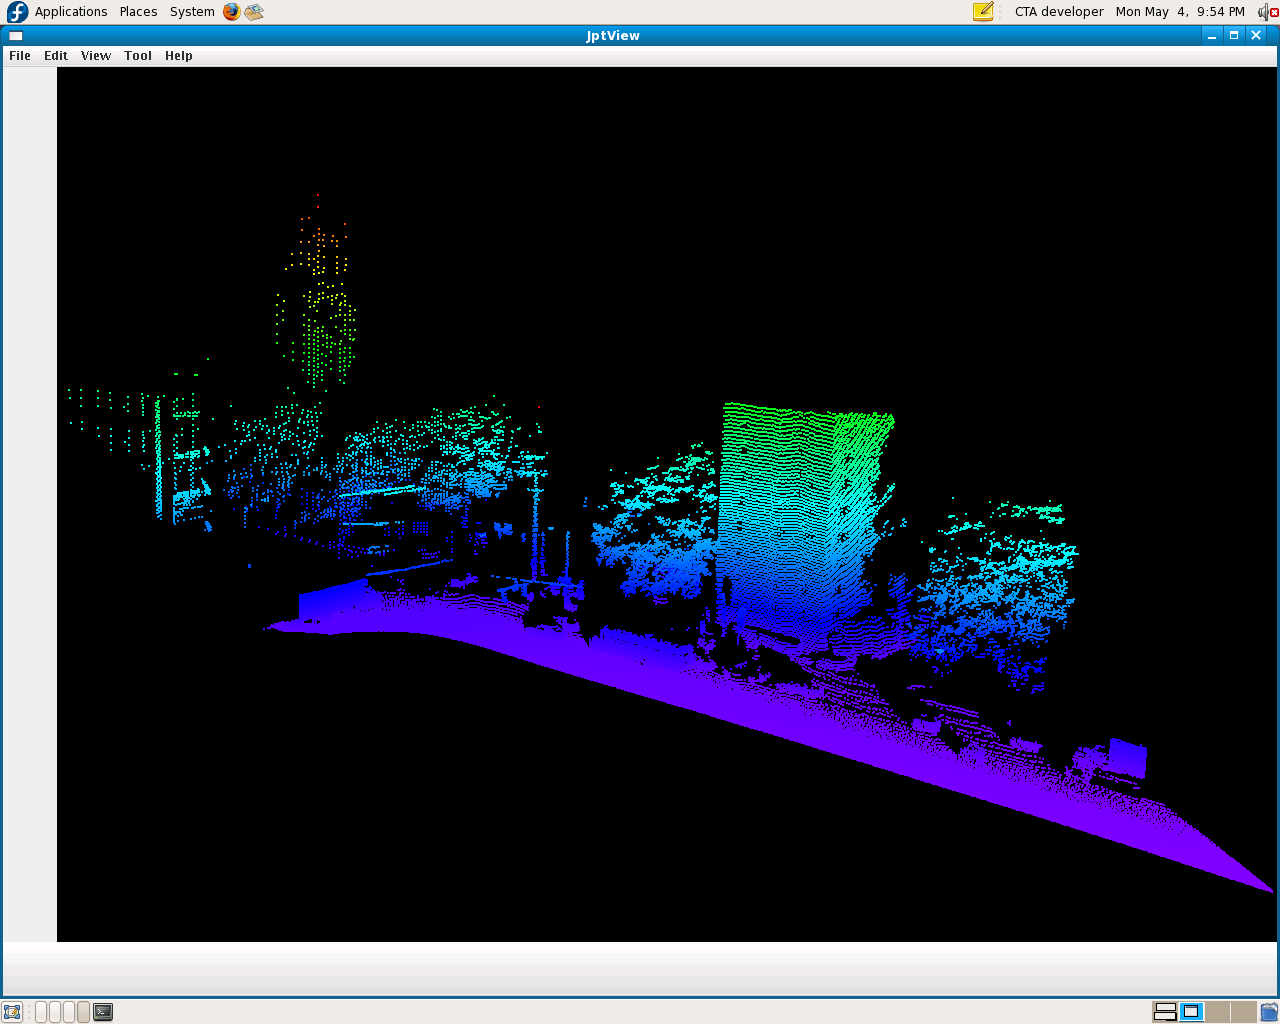 Applications Places System CTA developer Mon May 4, 9:54 PM
JptView
File Edit View Tool Help